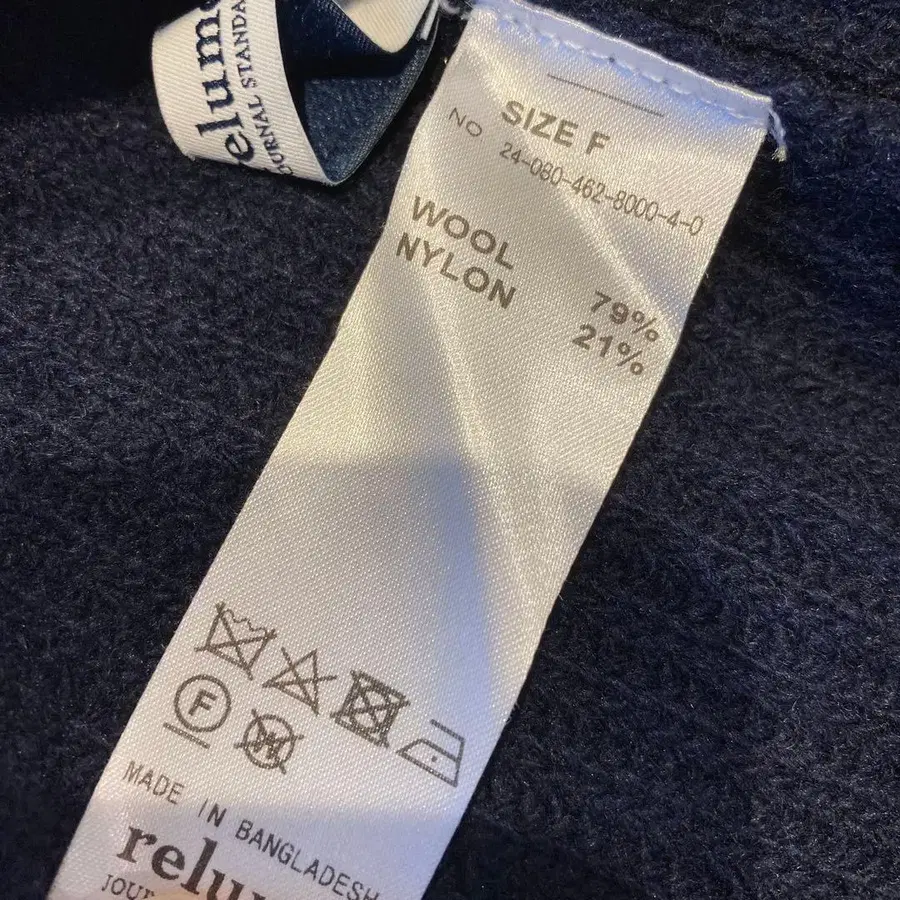 relume
JOURNAL STANDA
SIZE F
NO 24-080-462-8000-4-0
WOOL 79%
NYLON 21%
F
W
MADE IN BANGLADESH
relu
JOUR